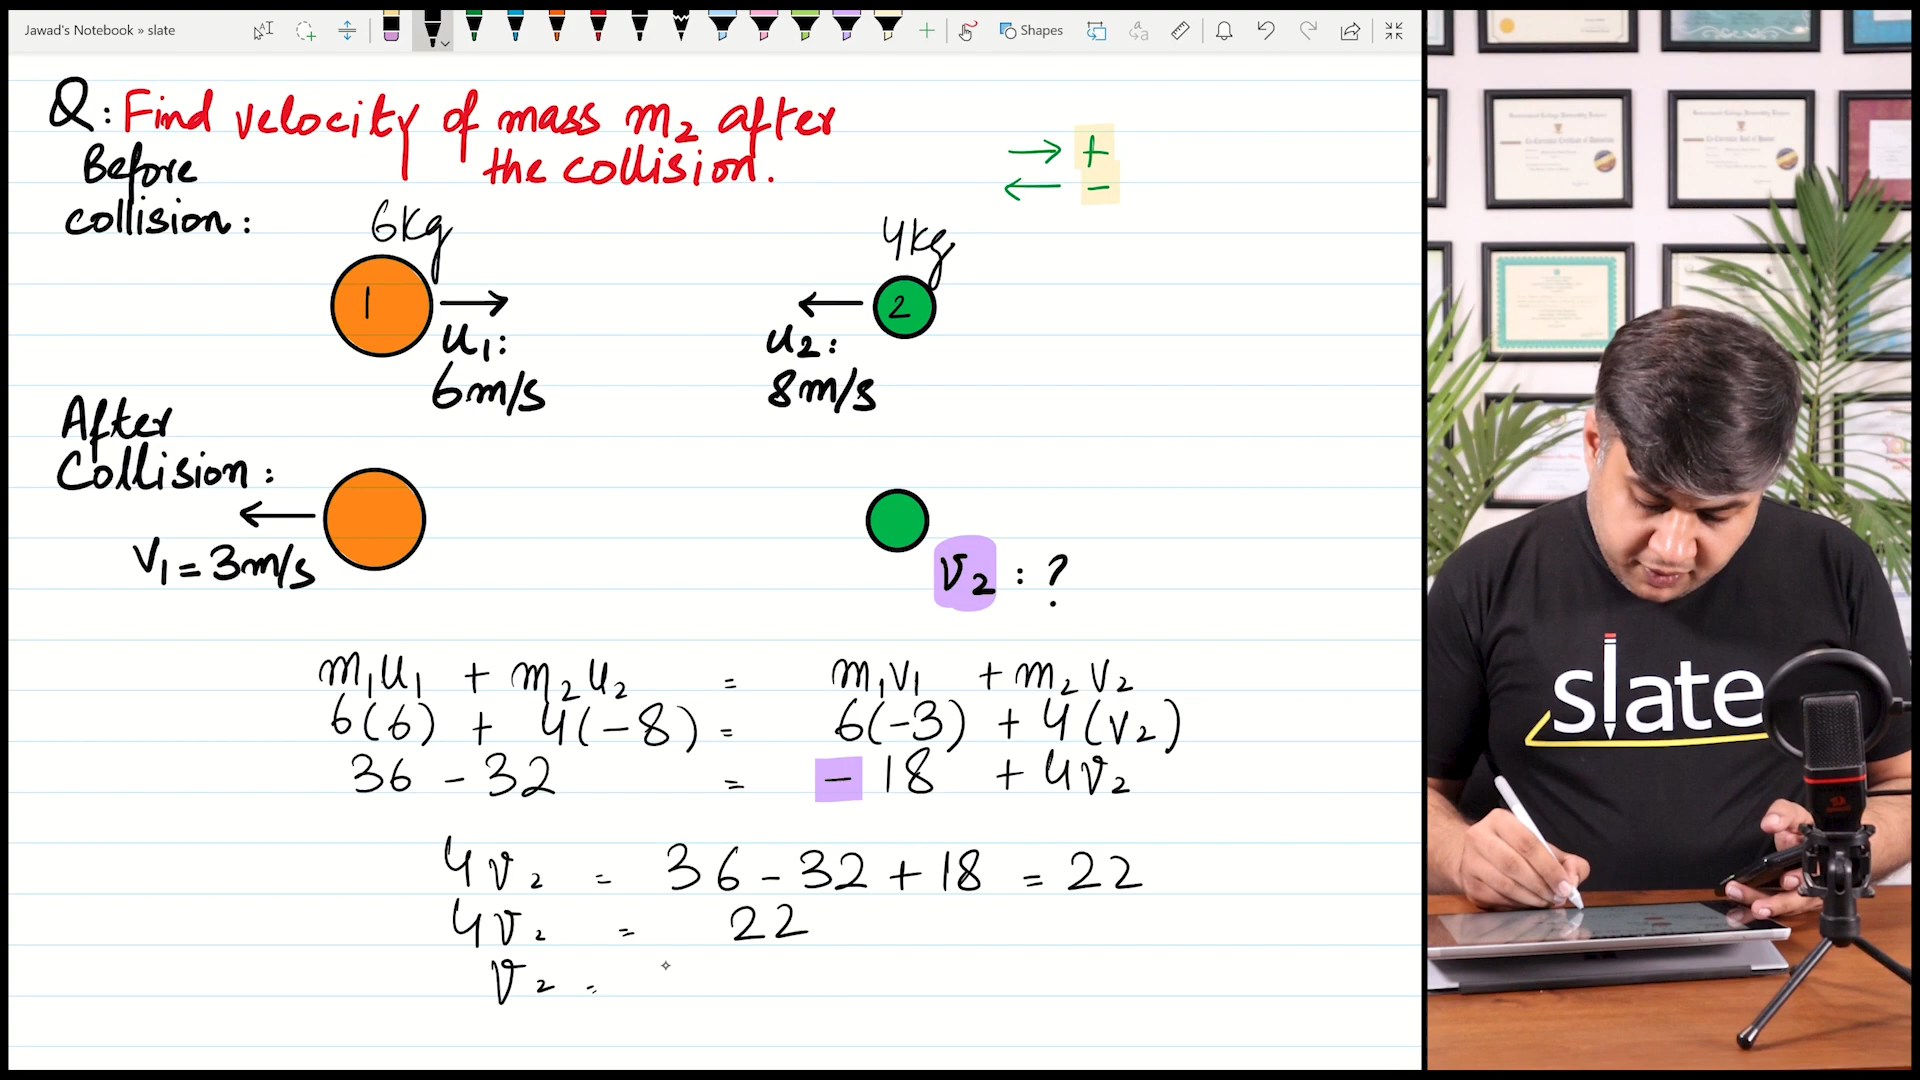 Jawad's Notebook » slate
Shapes
Q: Find velocity of mass m₂ after
the collision.
Before
collision:
→ +
← -
6kg
4kg
1
2
u₁:
6m/s
u₂:
8m/s
After
Collision:
v₁ = 3m/s
v₂ : ?
m₁u₁ + m₂u₂ = m₁v₁ + m₂v₂
6(6) + 4(-8) = 6(-3) + 4(v₂)
36 - 32 = - 18 + 4v₂
4v₂ = 36 - 32 + 18 = 22
4v₂ = 22
v₂ =
slate